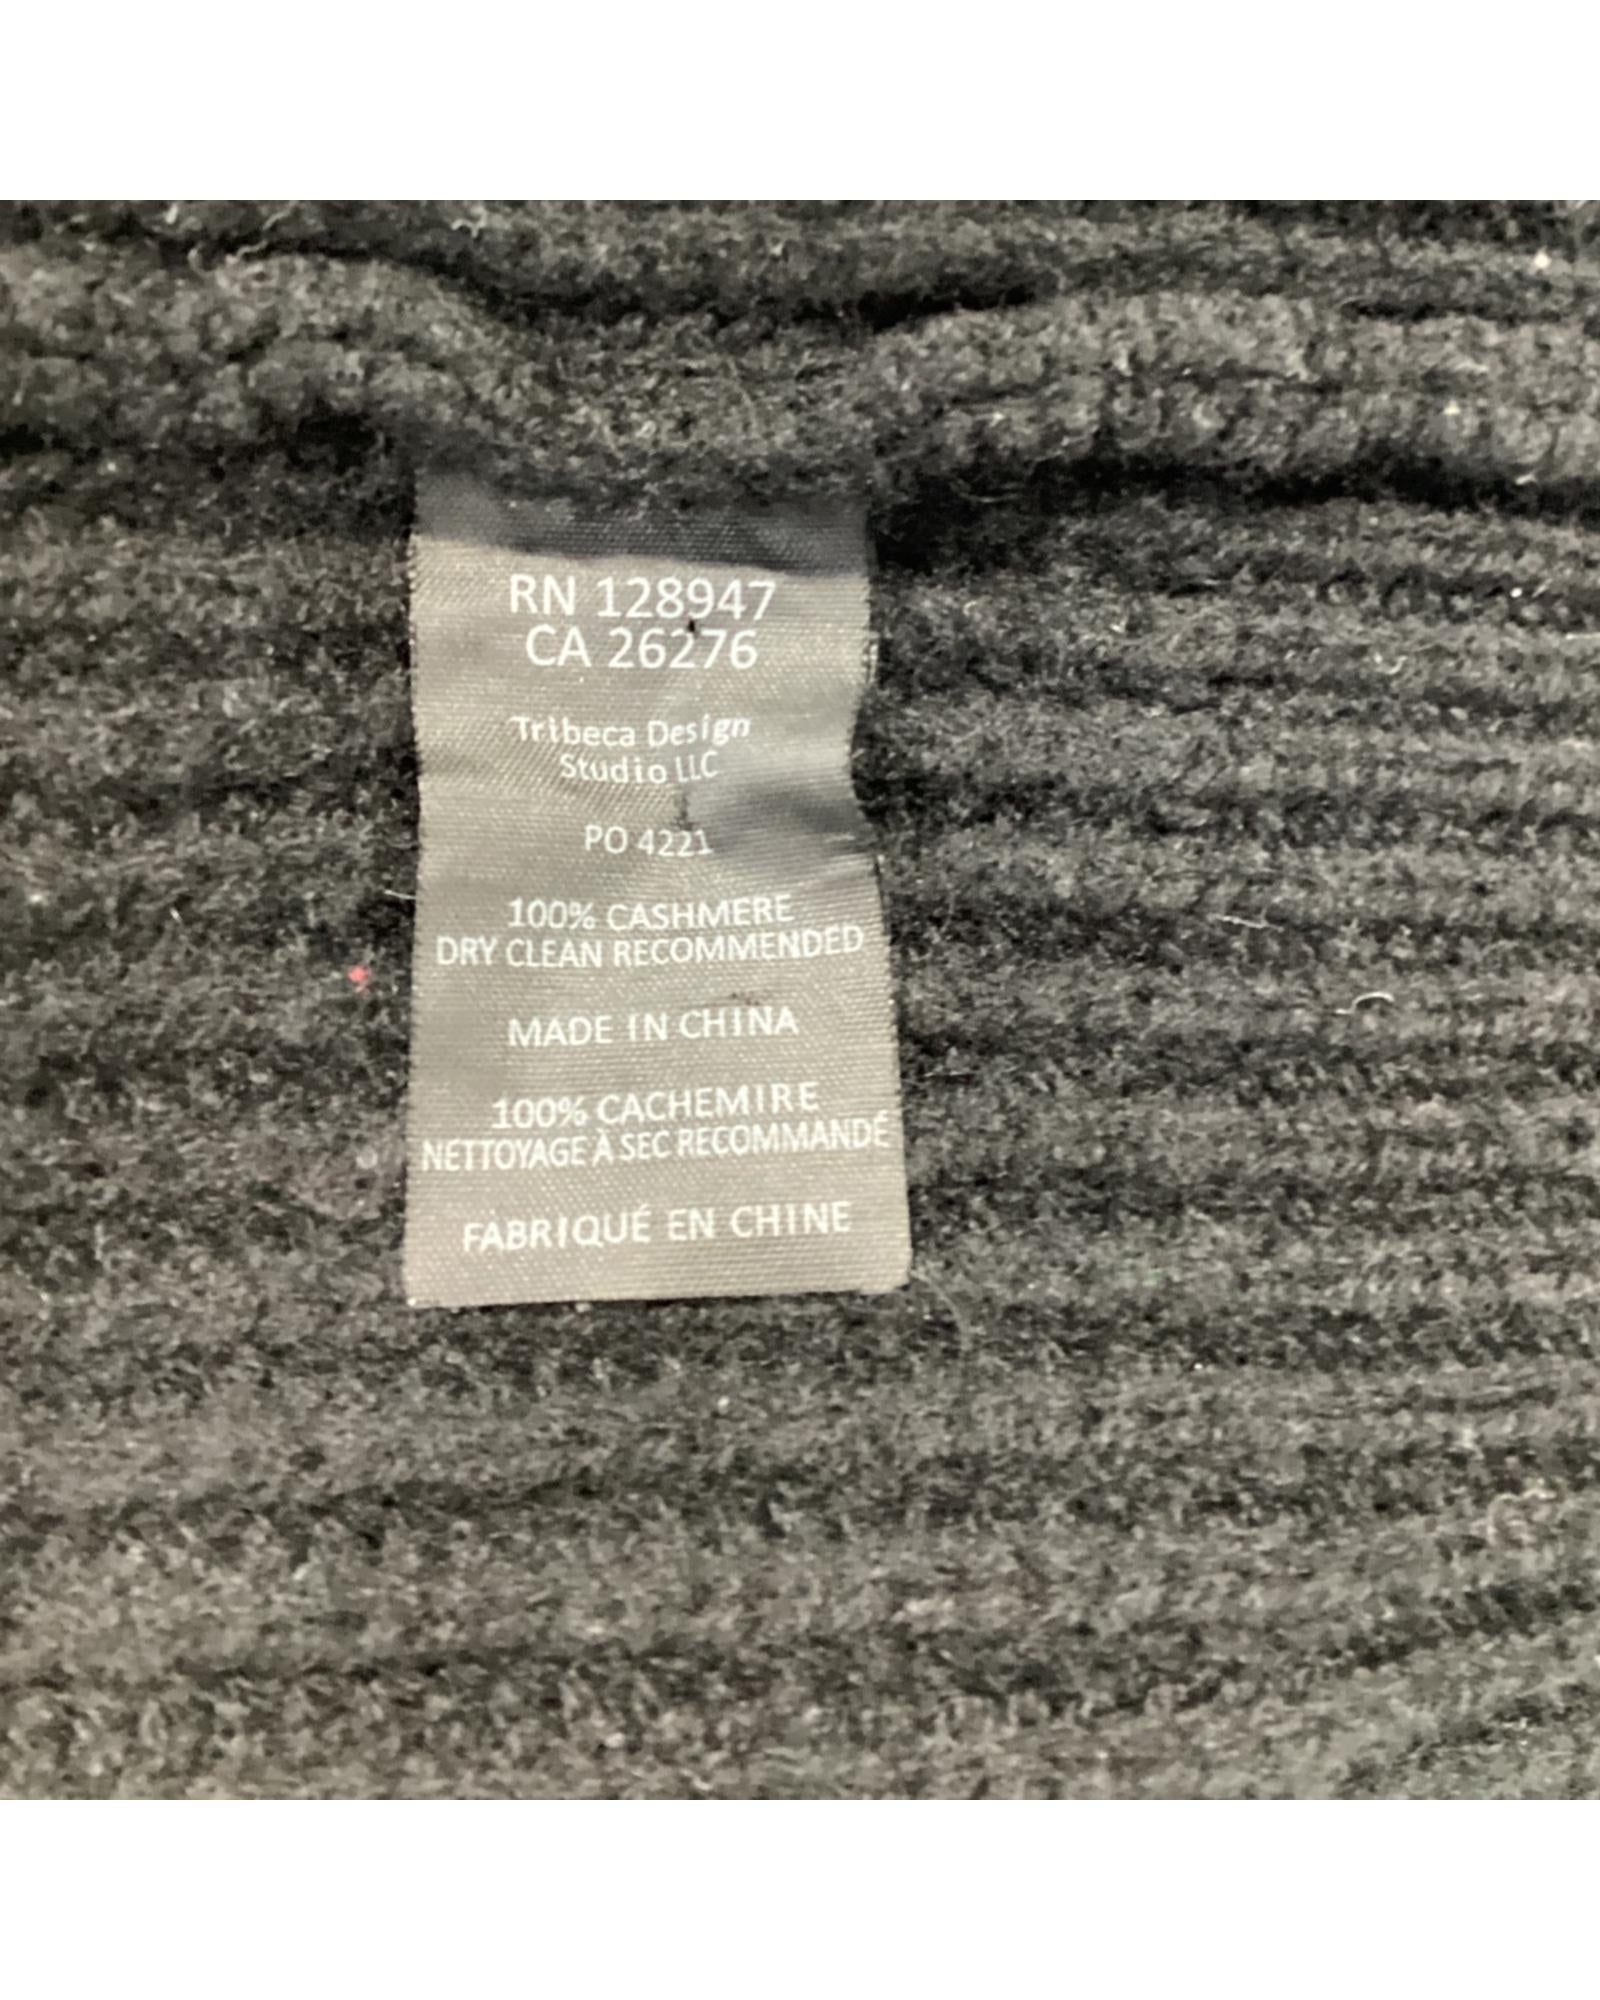 RN 128947
CA 26276
Tribeca Design
Studio LLC
PO 4221
100% CASHMERE
DRY CLEAN RECOMMENDED
MADE IN CHINA
100% CACHEMIRE
NETTOYAGE À SEC RECOMMANDÉ
FABRIQUÉ EN CHINE